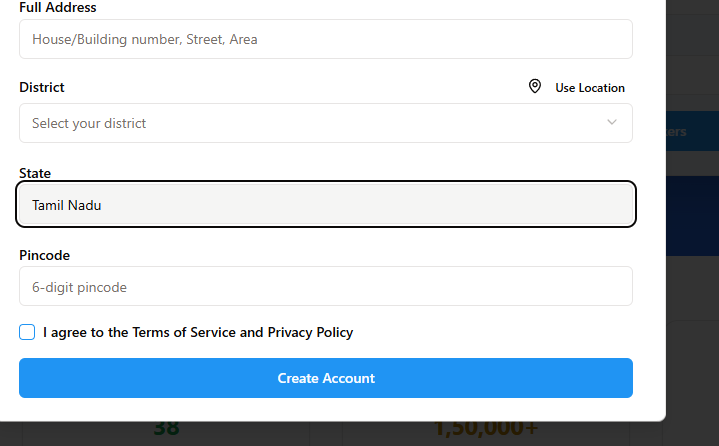 Full Address
House/Building number, Street, Area
District
Use Location
Select your district
State
Tamil Nadu
Pincode
6-digit pincode
I agree to the Terms of Service and Privacy Policy
Create Account
38
1,50,000+